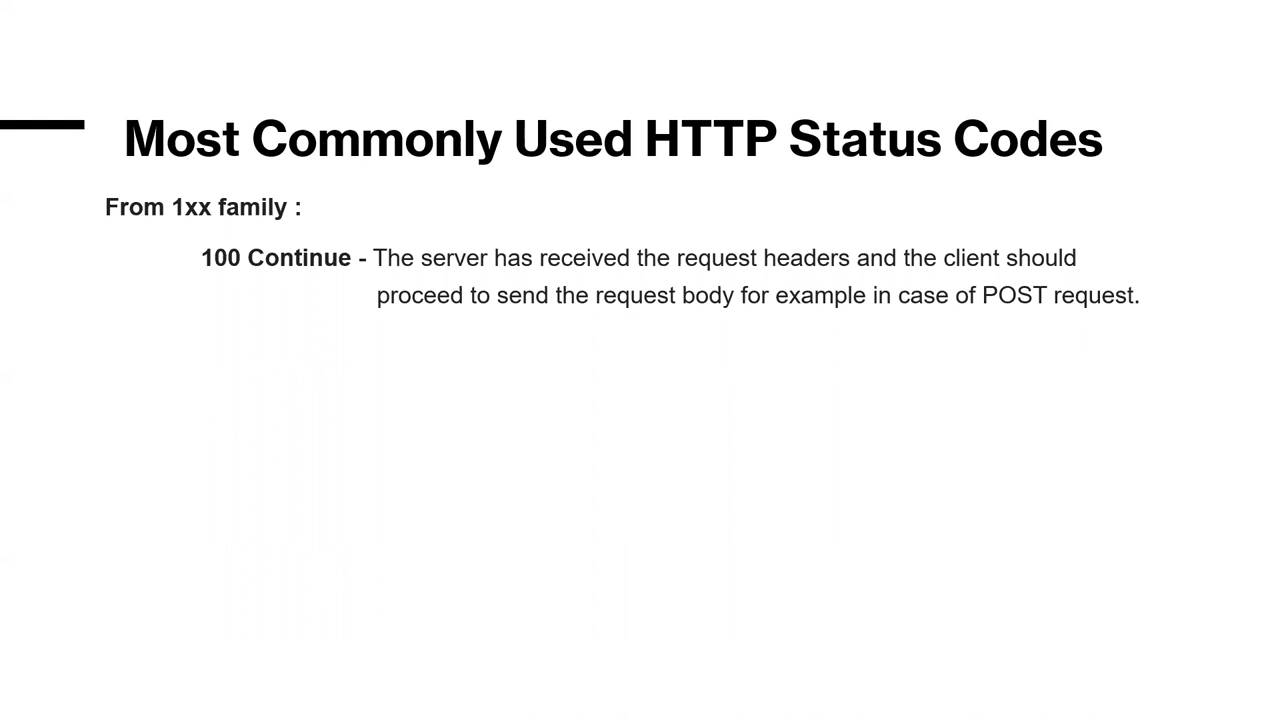 Most Commonly Used HTTP Status Codes
From 1xx family :
100 Continue - The server has received the request headers and the client should
proceed to send the request body for example in case of POST request.